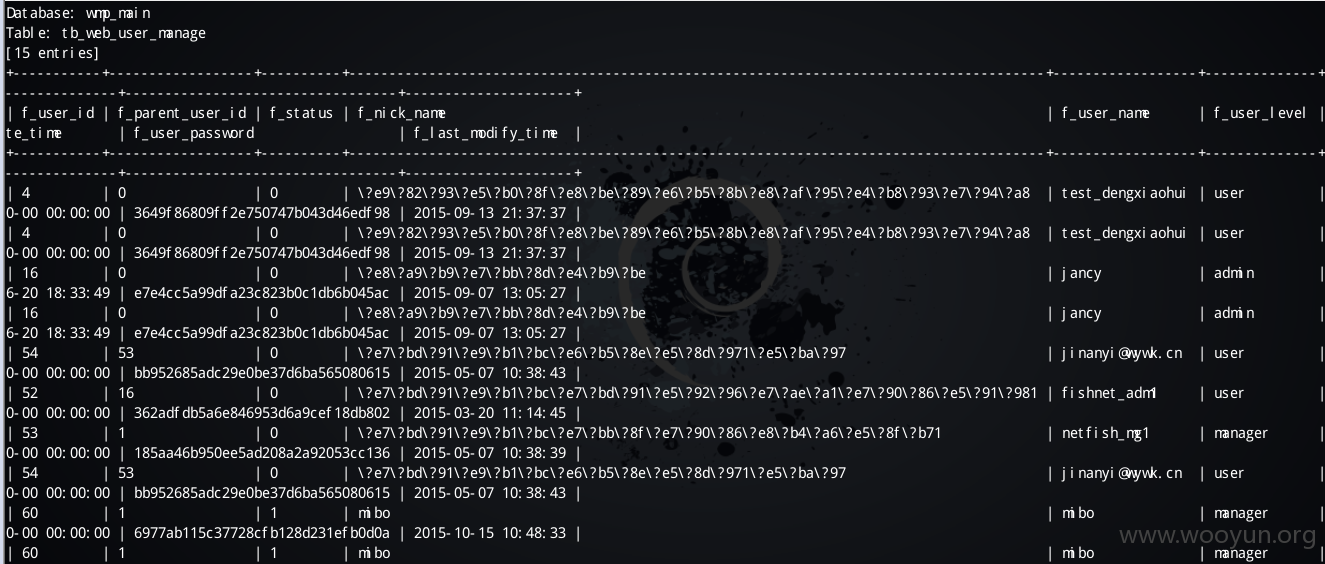 Database: wmp_main
Table: tb_web_user_manage
[15 entries]
+-----------+----------------+---------+-----------------------------------------------------------------------------+----------------+-------------+
-------------+------------------------------+-------------------+
| f_user_id | f_parent_user_id | f_status | f_nick_name | f_user_name | f_user_level |
te_time | f_user_password | f_last_modify_time |
+-----------+----------------+---------+-----------------------------------------------------------------------------+----------------+-------------+
-------------+------------------------------+-------------------+
| 4 | 0 | 0 | \?e9\?82\?93\?e5\?b0\?8f\?e8\?be\?89\?e6\?b5\?8b\?e8\?af\?95\?e4\?b8\?93\?e7\?94\?a8 | test_dengxiaohui | user
0-00 00:00:00 | 3649f86809ff2e750747b043d46edf98 | 2015-09-13 21:37:37 |
| 4 | 0 | 0 | \?e9\?82\?93\?e5\?b0\?8f\?e8\?be\?89\?e6\?b5\?8b\?e8\?af\?95\?e4\?b8\?93\?e7\?94\?a8 | test_dengxiaohui | user |
0-00 00:00:00 | 3649f86809ff2e750747b043d46edf98 | 2015-09-13 21:37:37 |
| 16 | 0 | 0 | \?e8\?a9\?b9\?e7\?bb\?8d\?e4\?b9\?be | jancy | admin |
6-20 18:33:49 | e7e4cc5a99dfa23c823b0c1db6b045ac | 2015-09-07 13:05:27 |
| 16 | 0 | 0 | \?e8\?a9\?b9\?e7\?bb\?8d\?e4\?b9\?be | jancy | admin |
6-20 18:33:49 | e7e4cc5a99dfa23c823b0c1db6b045ac | 2015-09-07 13:05:27 |
| 54 | 53 | 0 | \?e7\?bd\?91\?e9\?b1\?bc\?e6\?b5\?8e\?e5\?8d\?971\?e5\?ba\?97 | jinanyi@wywk.cn | user |
0-00 00:00:00 | bb952685adc29e0be37d6ba565080615 | 2015-05-07 10:38:43 |
| 52 | 16 | 0 | \?e7\?bd\?91\?e9\?b1\?bc\?e7\?bd\?91\?e5\?92\?96\?e7\?ae\?a1\?e7\?90\?86\?e5\?91\?981 | fishnet_adm1 | user |
0-00 00:00:00 | 362adfdb5a6e846953d6a9cef18db802 | 2015-03-20 11:14:45 |
| 53 | 1 | 0 | \?e7\?bd\?91\?e9\?b1\?bc\?e7\?bb\?8f\?e7\?90\?86\?e8\?b4\?a6\?e5\?8f\?b71 | netfish_mg1 | manager |
0-00 00:00:00 | 185aa46b950ee5ad208a2a92053cc136 | 2015-05-07 10:38:39 |
| 54 | 53 | 0 | \?e7\?bd\?91\?e9\?b1\?bc\?e6\?b5\?8e\?e5\?8d\?971\?e5\?ba\?97 | jinanyi@wywk.cn | user |
0-00 00:00:00 | bb952685adc29e0be37d6ba565080615 | 2015-05-07 10:38:43 |
| 60 | 1 | 1 | mibo | mibo | manager |
0-00 00:00:00 | 6977ab115c37728cfb128d231efb0d0a | 2015-10-15 10:48:33 |
| 60 | 1 | 1 | mibo | mibo | manager |
www.wooyun.org